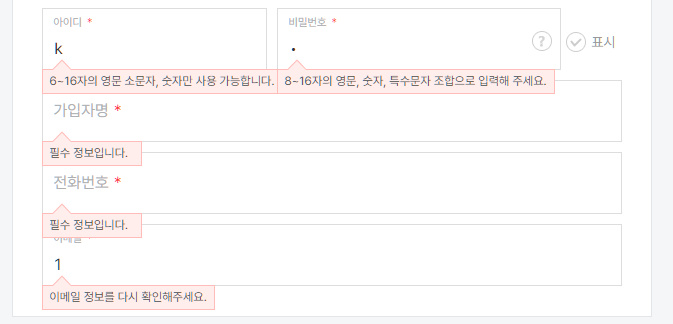 아이디 * 비밀번호 *
k • ? 표시
6~16자의 영문 소문자, 숫자만 사용 가능합니다. 8~16자의 영문, 숫자, 특수문자 조합으로 입력해 주세요.
가입자명 *
필수 정보입니다.
전화번호 *
필수 정보입니다.
이메일 *
1
이메일 정보를 다시 확인해주세요.